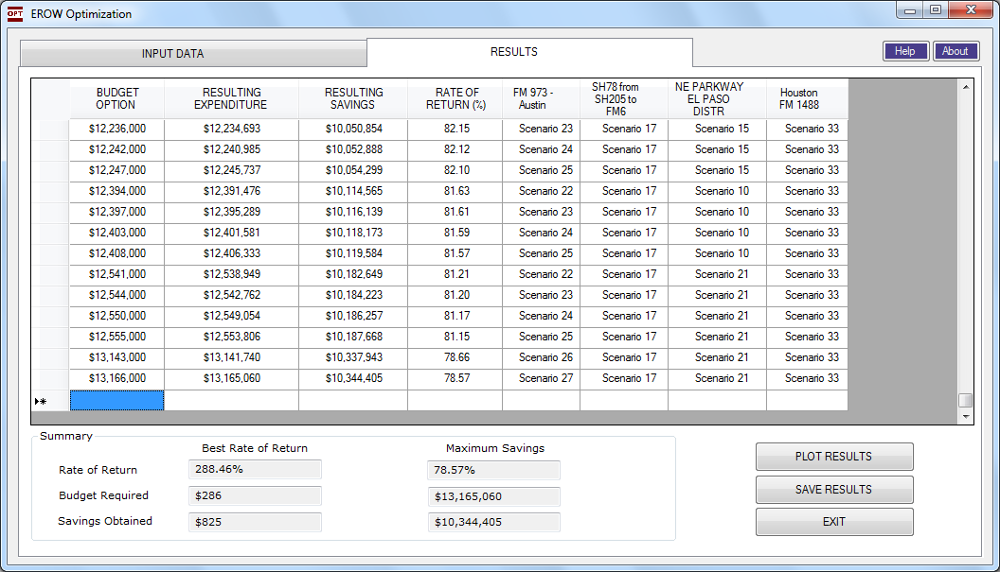 OPT EROW Optimization
Help About
INPUT DATA RESULTS
BUDGET OPTION RESULTING EXPENDITURE RESULTING SAVINGS RATE OF RETURN (%) FM 973 - Austin SH78 from SH205 to FM6 NE PARKWAY EL PASO DISTR Houston FM 1488
$12,236,000 $12,234,693 $10,050,854 82.15 Scenario 23 Scenario 17 Scenario 15 Scenario 33
$12,242,000 $12,240,985 $10,052,888 82.12 Scenario 24 Scenario 17 Scenario 15 Scenario 33
$12,247,000 $12,245,737 $10,054,299 82.10 Scenario 25 Scenario 17 Scenario 15 Scenario 33
$12,394,000 $12,391,476 $10,114,565 81.63 Scenario 22 Scenario 17 Scenario 10 Scenario 33
$12,397,000 $12,395,289 $10,116,139 81.61 Scenario 23 Scenario 17 Scenario 10 Scenario 33
$12,403,000 $12,401,581 $10,118,173 81.59 Scenario 24 Scenario 17 Scenario 10 Scenario 33
$12,408,000 $12,406,333 $10,119,584 81.57 Scenario 25 Scenario 17 Scenario 10 Scenario 33
$12,541,000 $12,538,949 $10,182,649 81.21 Scenario 22 Scenario 17 Scenario 21 Scenario 33
$12,544,000 $12,542,762 $10,184,223 81.20 Scenario 23 Scenario 17 Scenario 21 Scenario 33
$12,550,000 $12,549,054 $10,186,257 81.17 Scenario 24 Scenario 17 Scenario 21 Scenario 33
$12,555,000 $12,553,806 $10,187,668 81.15 Scenario 25 Scenario 17 Scenario 21 Scenario 33
$13,143,000 $13,141,740 $10,337,943 78.66 Scenario 26 Scenario 17 Scenario 21 Scenario 33
$13,166,000 $13,165,060 $10,344,405 78.57 Scenario 27 Scenario 17 Scenario 21 Scenario 33
Summary
Best Rate of Return Maximum Savings
Rate of Return 288.46% 78.57%
Budget Required $286 $13,165,060
Savings Obtained $825 $10,344,405
PLOT RESULTS
SAVE RESULTS
EXIT